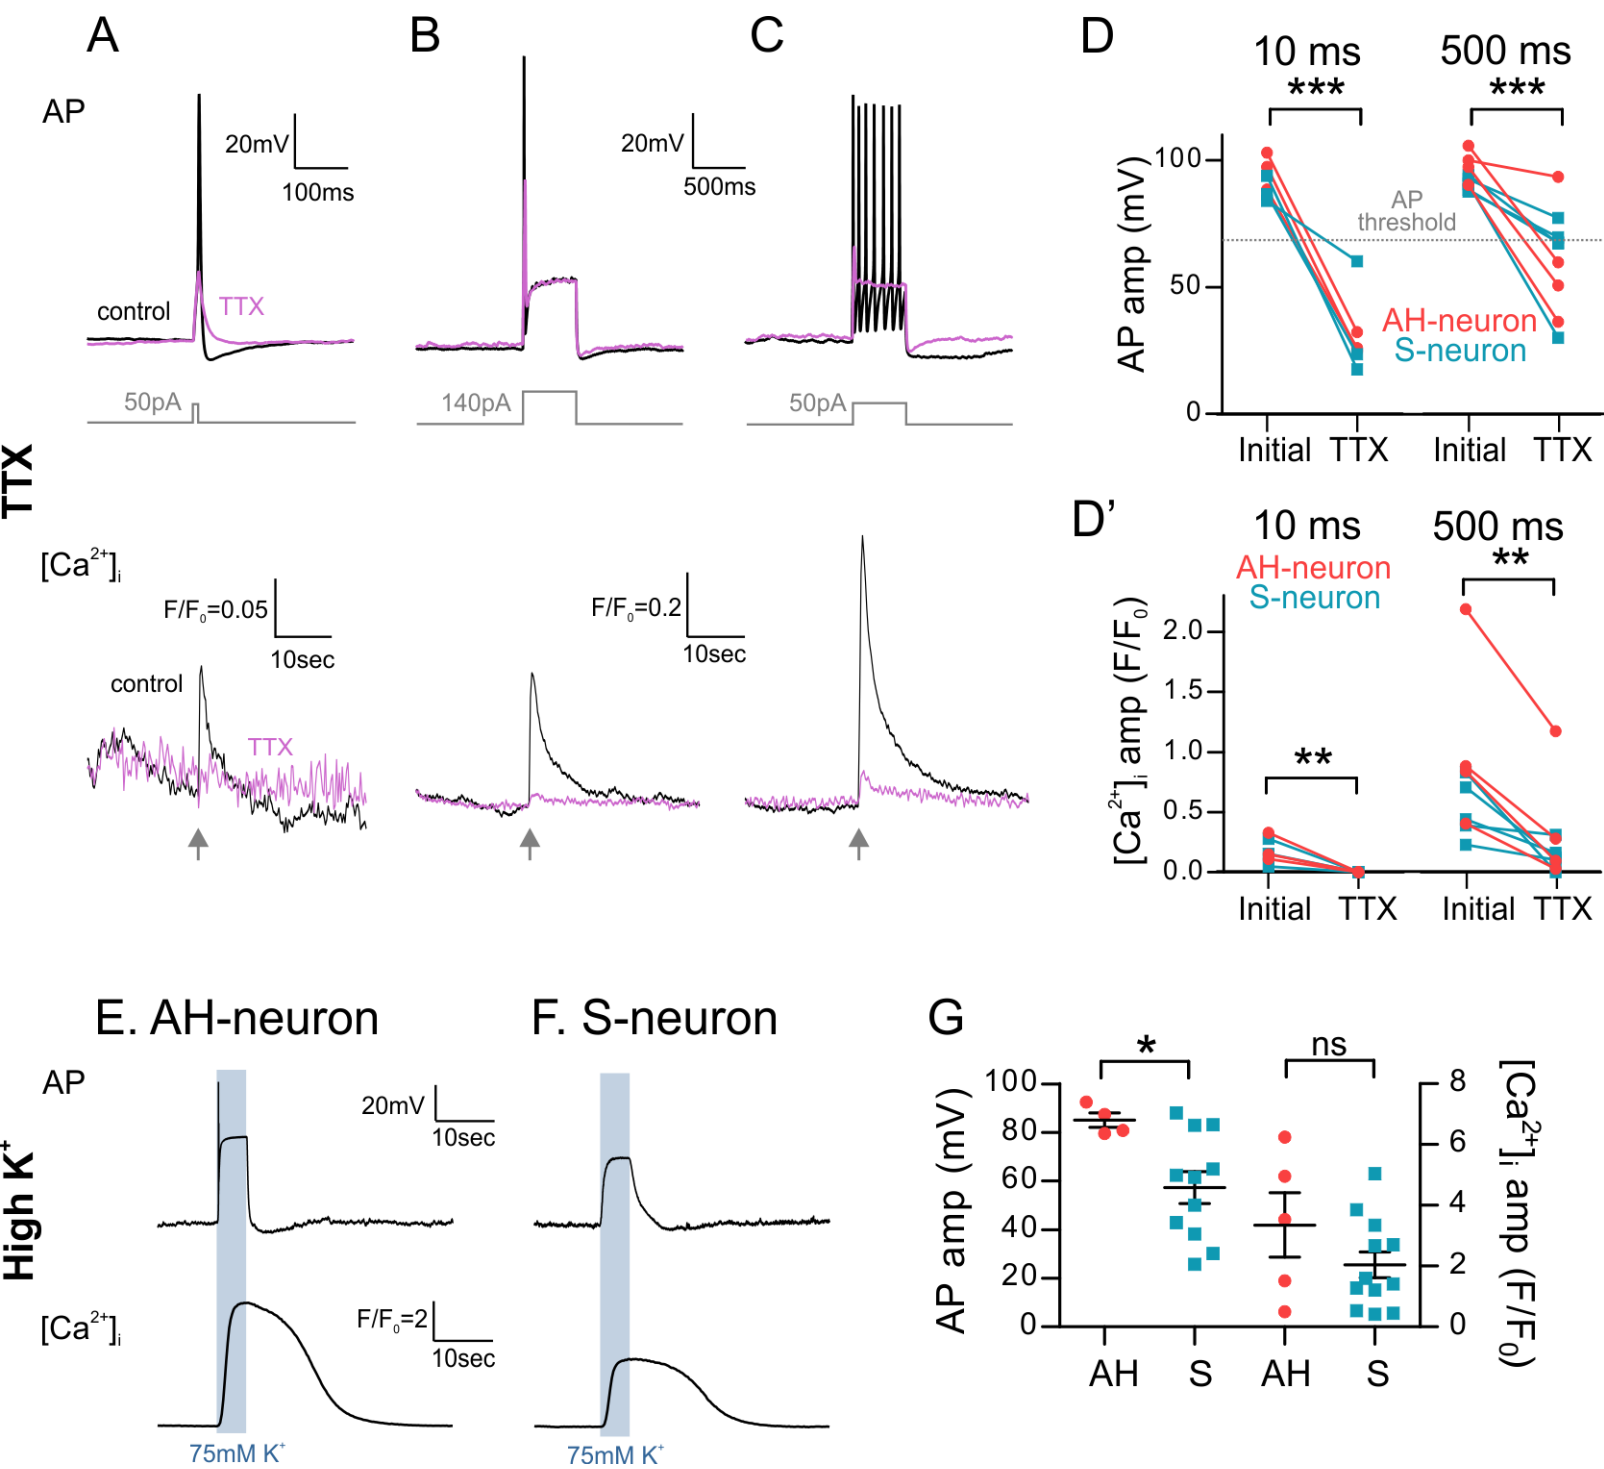 A
B
C
D
AP
20mV
100ms
20mV
500ms
control
TTX
50pA
140pA
50pA
10 ms
500 ms
***
***
AP amp (mV)
100
50
0
AP
threshold
AH-neuron
S-neuron
Initial
TTX
Initial
TTX
TTX
[Ca²⁺]ᵢ
F/F₀=0.05
10sec
F/F₀=0.2
10sec
control
TTX
D’
10 ms
500 ms
AH-neuron
S-neuron
**
**
[Ca²⁺]ᵢ amp (F/F₀)
2.0
1.5
1.0
0.5
0.0
Initial
TTX
Initial
TTX
E. AH-neuron
F. S-neuron
G
High K⁺
AP
20mV
10sec
[Ca²⁺]ᵢ
F/F₀=2
10sec
75mM K⁺
75mM K⁺
*
ns
AP amp (mV)
100
80
60
40
20
0
8
6
4
2
0
[Ca²⁺]ᵢ amp (F/F₀)
AH
S
AH
S